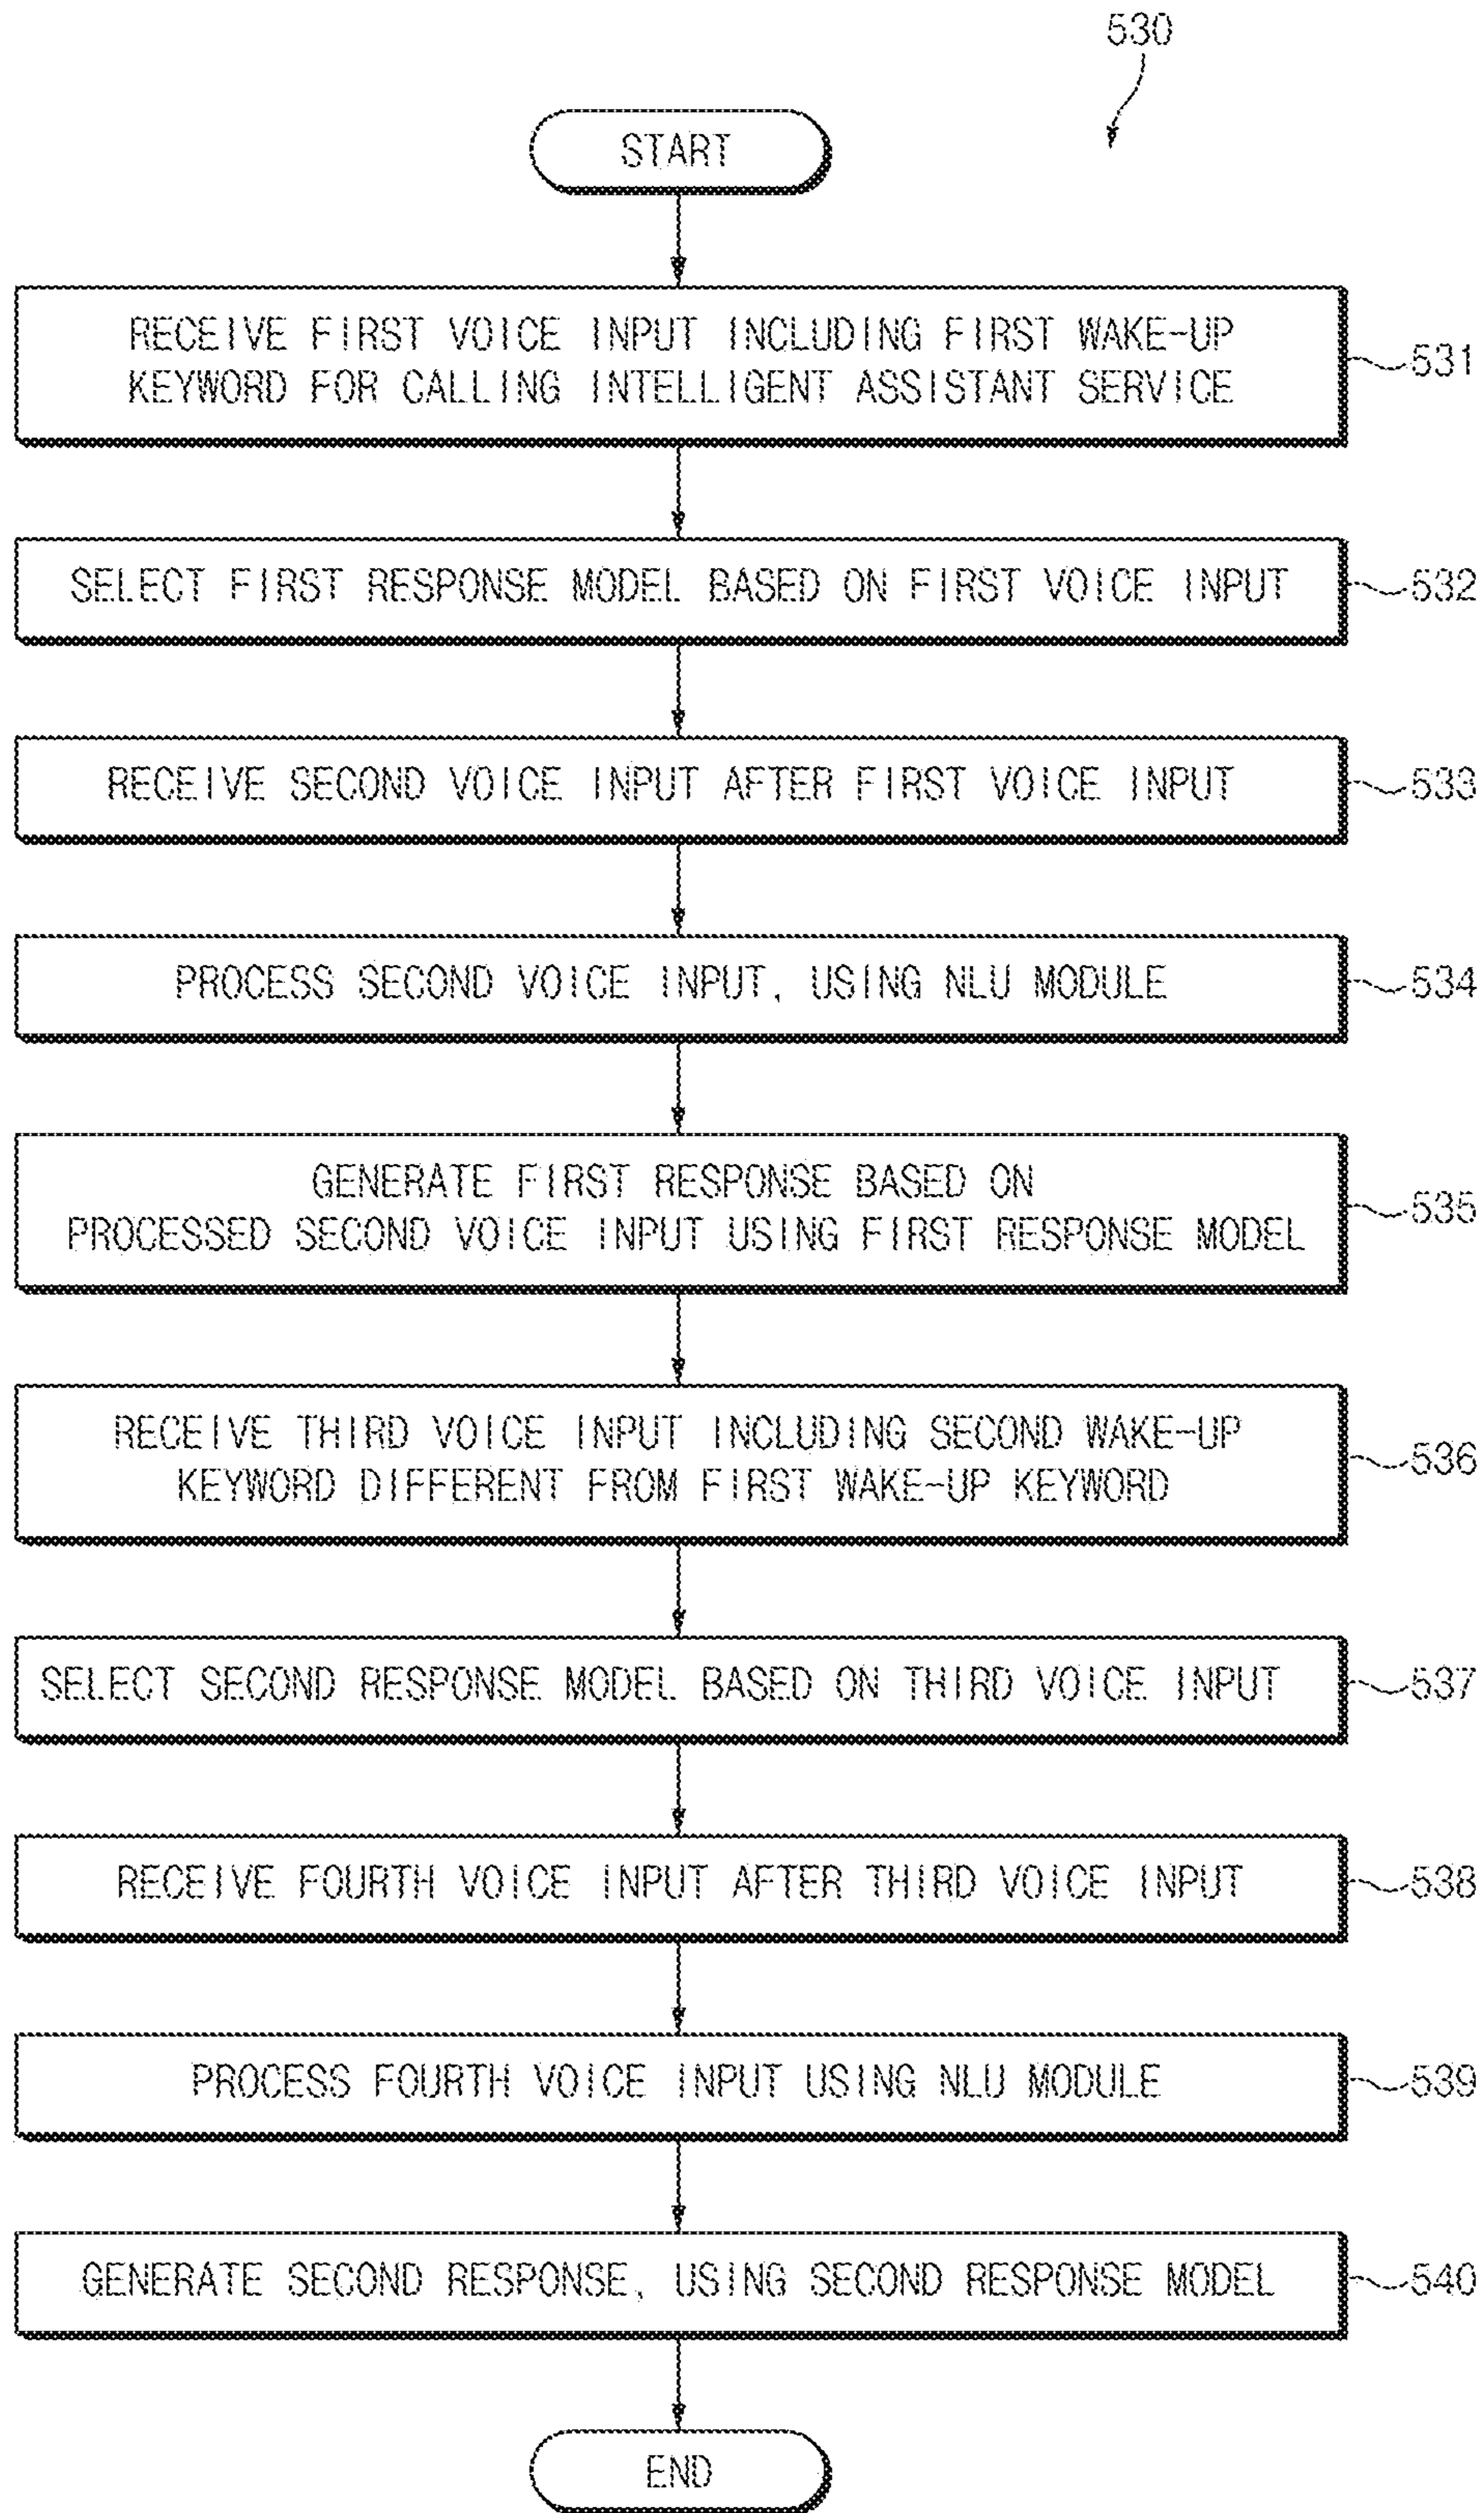 530
START
RECEIVE FIRST VOICE INPUT INCLUDING FIRST WAKE-UP
KEYWORD FOR CALLING INTELLIGENT ASSISTANT SERVICE
531
SELECT FIRST RESPONSE MODEL BASED ON FIRST VOICE INPUT
532
RECEIVE SECOND VOICE INPUT AFTER FIRST VOICE INPUT
533
PROCESS SECOND VOICE INPUT, USING NLU MODULE
534
GENERATE FIRST RESPONSE BASED ON
PROCESSED SECOND VOICE INPUT USING FIRST RESPONSE MODEL
535
RECEIVE THIRD VOICE INPUT INCLUDING SECOND WAKE-UP
KEYWORD DIFFERENT FROM FIRST WAKE-UP KEYWORD
536
SELECT SECOND RESPONSE MODEL BASED ON THIRD VOICE INPUT
537
RECEIVE FOURTH VOICE INPUT AFTER THIRD VOICE INPUT
538
PROCESS FOURTH VOICE INPUT USING NLU MODULE
539
GENERATE SECOND RESPONSE, USING SECOND RESPONSE MODEL
540
END